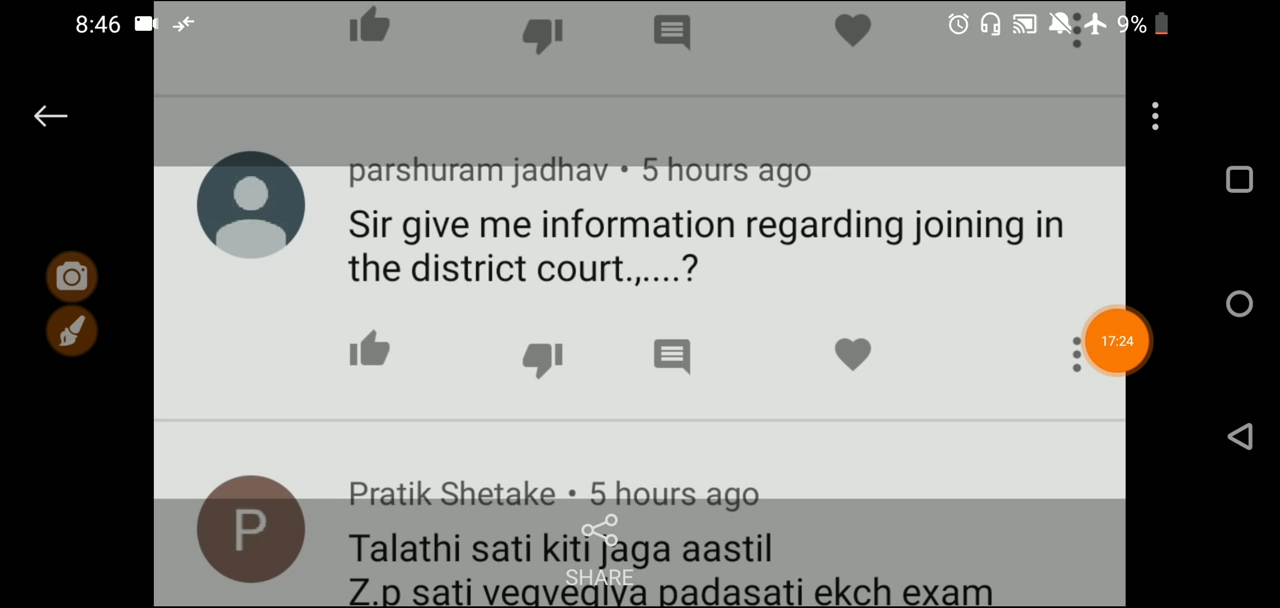 8:46
9%
parshuram jadhav • 5 hours ago
Sir give me information regarding joining in
the district court.,....?
17:24
P
Pratik Shetake • 5 hours ago
Talathi sati kiti jaga aastil
SHARE
Z.p sati vegvegiya padasati ekch exam